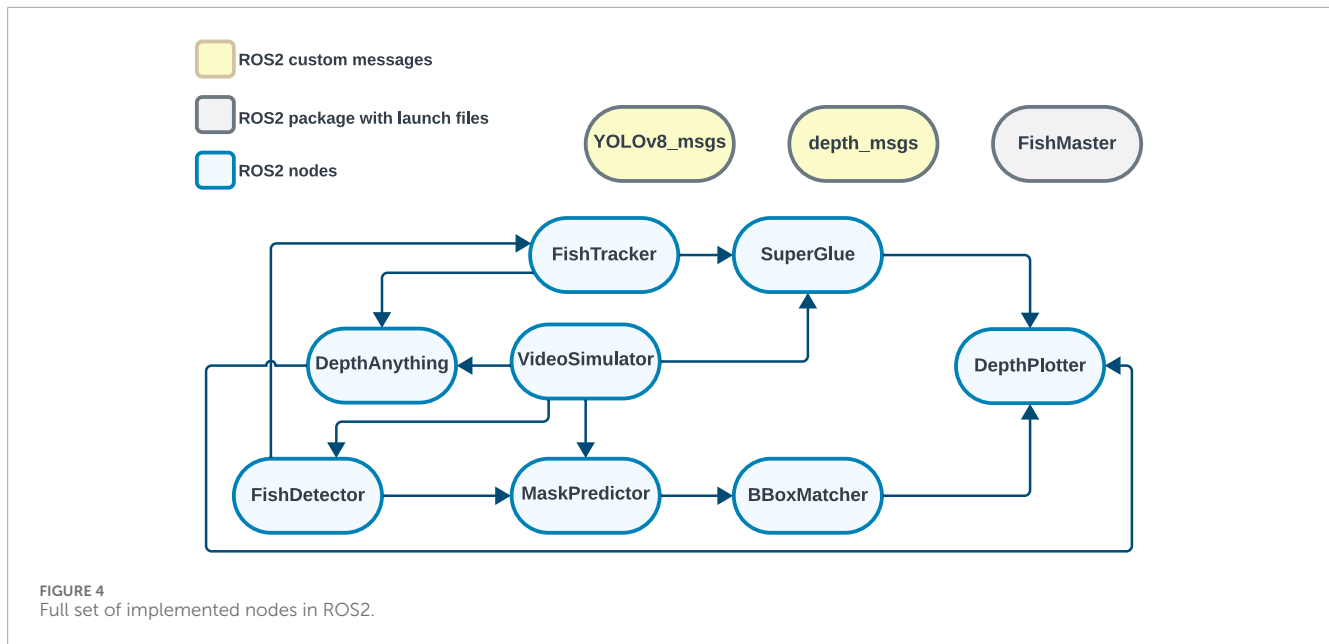 ROS2 custom messages
ROS2 package with launch files
ROS2 nodes
YOLOv8_msgs
depth_msgs
FishMaster
FishTracker
SuperGlue
DepthAnything
VideoSimulator
DepthPlotter
FishDetector
MaskPredictor
BBoxMatcher
FIGURE 4
Full set of implemented nodes in ROS2.